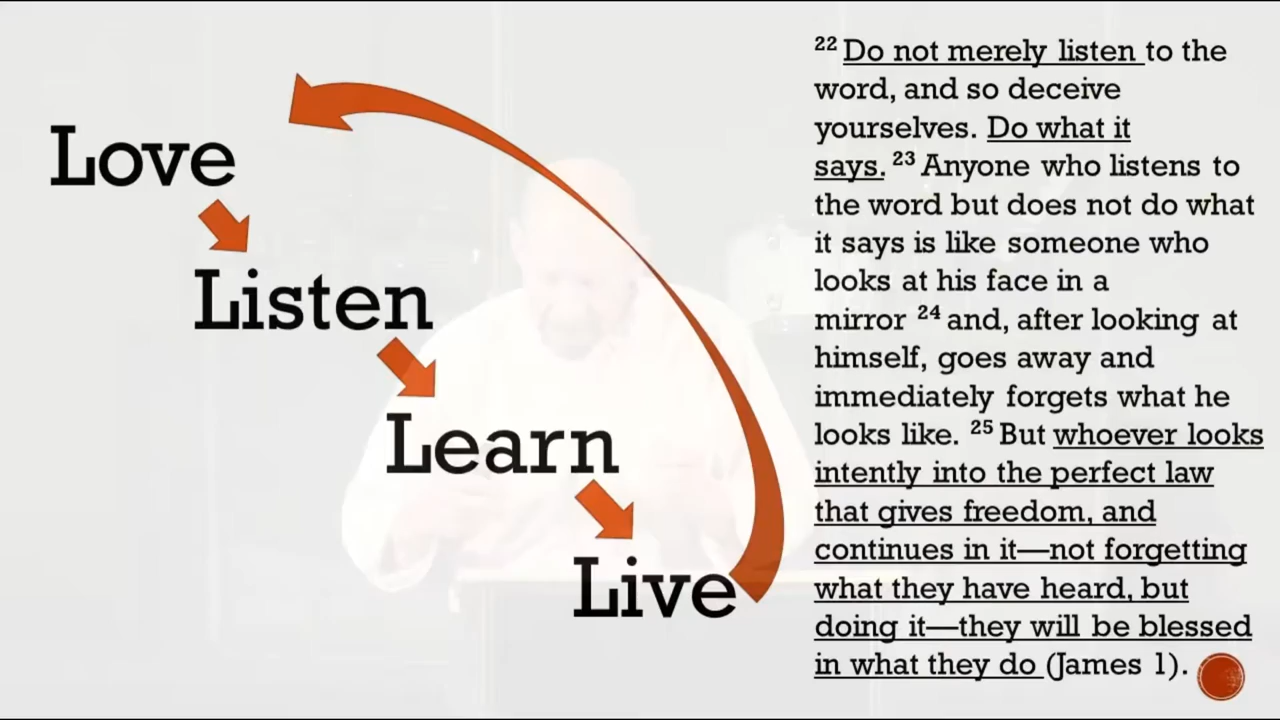 Love
Listen
Learn
Live
22 Do not merely listen to the
word, and so deceive
yourselves. Do what it
says. 23 Anyone who listens to
the word but does not do what
it says is like someone who
looks at his face in a
mirror 24 and, after looking at
himself, goes away and
immediately forgets what he
looks like. 25 But whoever looks
intently into the perfect law
that gives freedom, and
continues in it—not forgetting
what they have heard, but
doing it—they will be blessed
in what they do (James 1).